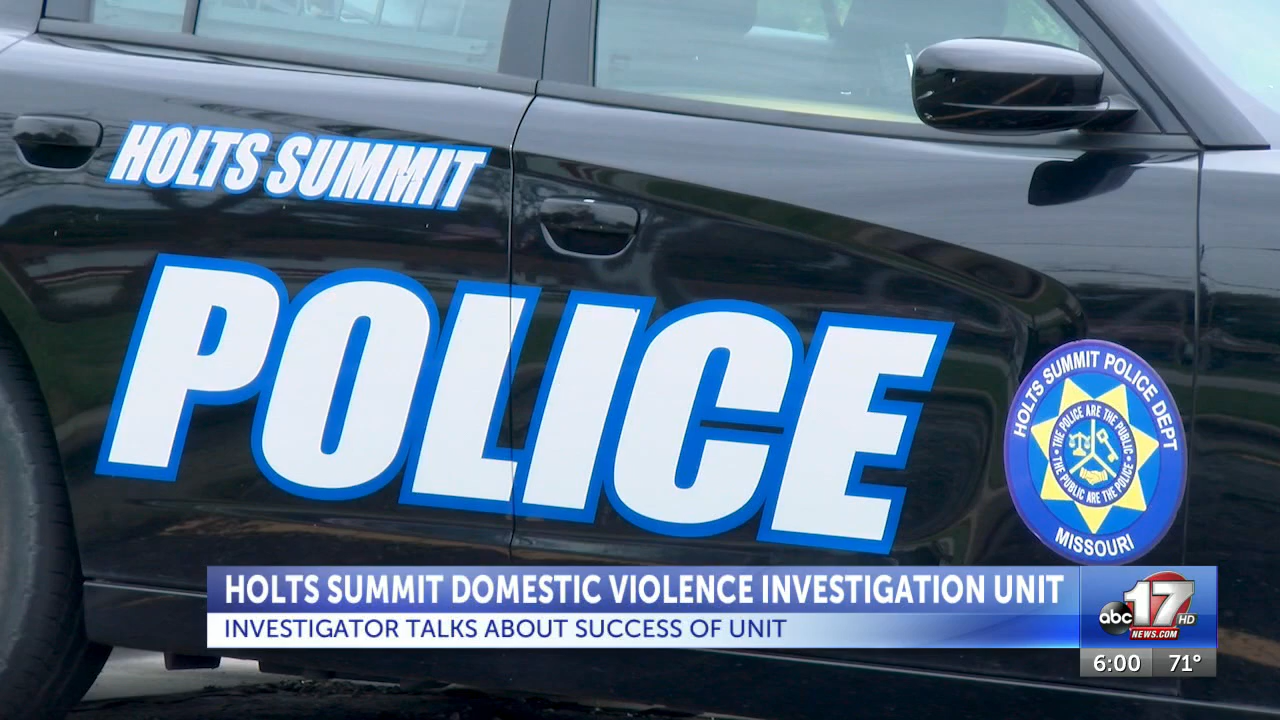 HOLTS SUMMIT
POLICE
HOLTS SUMMIT POLICE DEPT
THE POLICE ARE THE PUBLIC
THE PUBLIC ARE THE POLICE
MISSOURI
HOLTS SUMMIT DOMESTIC VIOLENCE INVESTIGATION UNIT
INVESTIGATOR TALKS ABOUT SUCCESS OF UNIT
abc 17 HD
NEWS.COM
6:00 71°